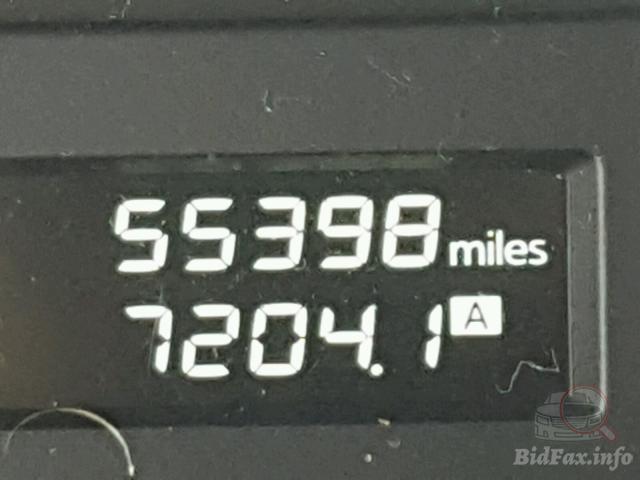 55398 miles
7204.1 A
BidFax.info